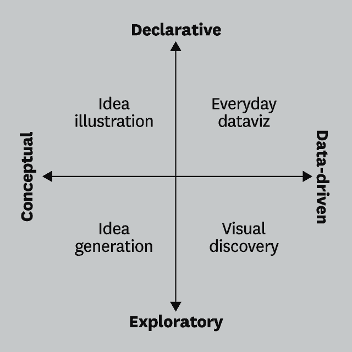 Declarative
Idea
illustration
Everyday
dataviz
Conceptual
Data-driven
Idea
generation
Visual
discovery
Exploratory